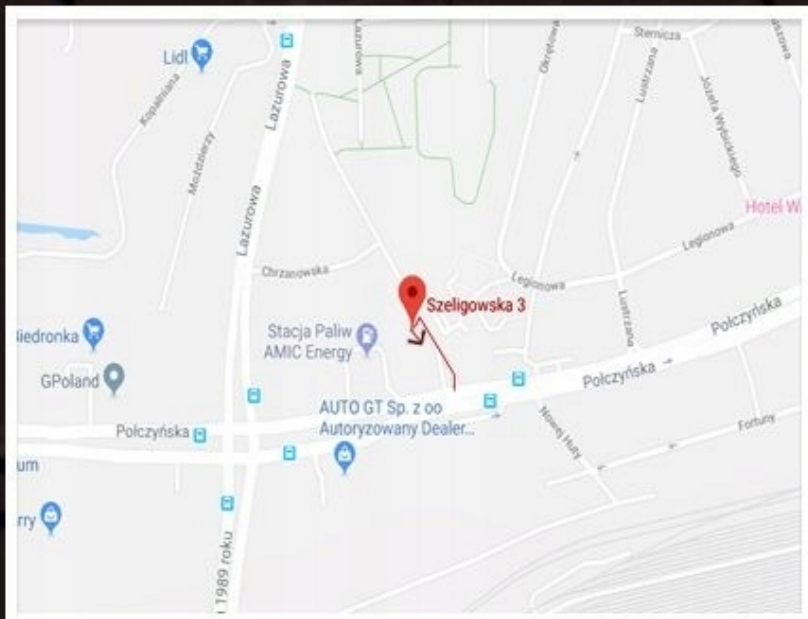 Lidl
Kopalniana
Moździerzy
Lazurowa
Lazurowa
Lazurowa
Okrętowa
Sternicza
Lustrzana
Józefa Wybickiego
Hotel W
Chrzanowska
Legionowa
Legionowa
Szeligowska 3
Stacja Paliw
AMIC Energy
Biedronka
GPoland
Lustrzana
Połczyńska
Połczyńska
Połczyńska
AUTO GT Sp. z oo
Autoryzowany Dealer...
Nowej Huty
Fortuny
um
rry
1989 roku